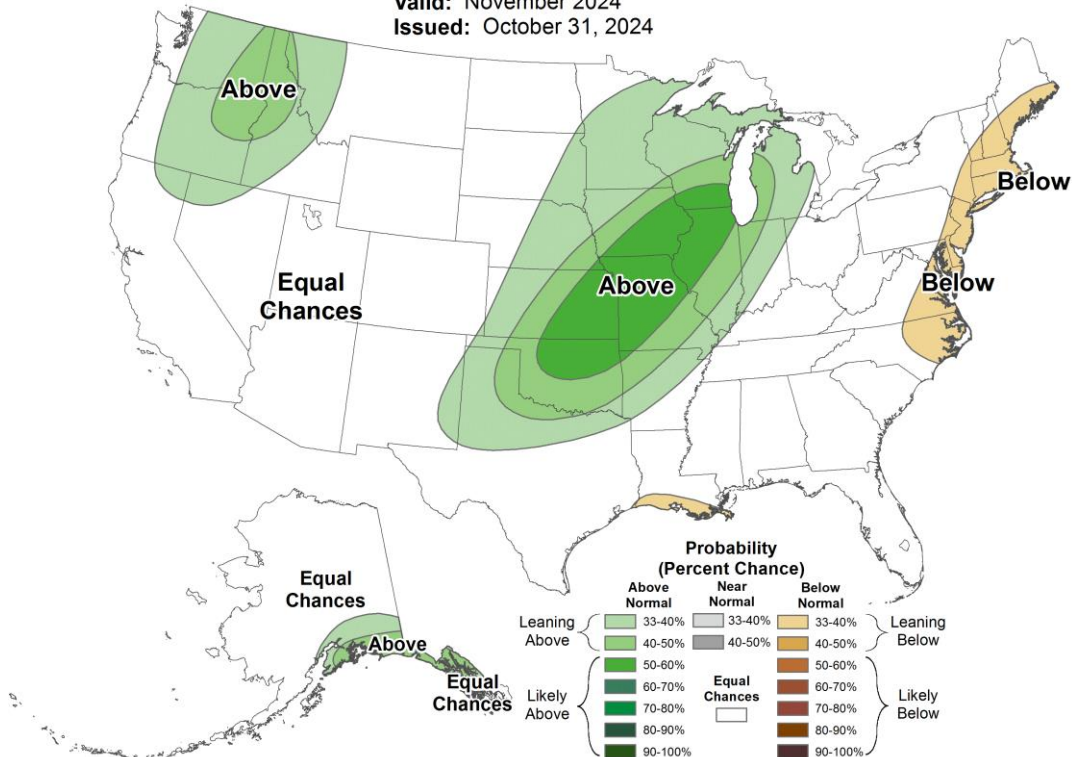 Valid: November 2024
Issued: October 31, 2024
Above
Below
Equal
Chances
Above
Below
Equal
Chances
Above
Equal
Chances
Probability
(Percent Chance)
Above
Normal
Near
Normal
Below
Normal
Leaning
Above
33-40%
33-40%
33-40%
Leaning
Below
40-50%
40-50%
40-50%
Likely
Above
50-60%
50-60%
Likely
Below
60-70%
60-70%
Equal
Chances
70-80%
70-80%
80-90%
80-90%
90-100%
90-100%